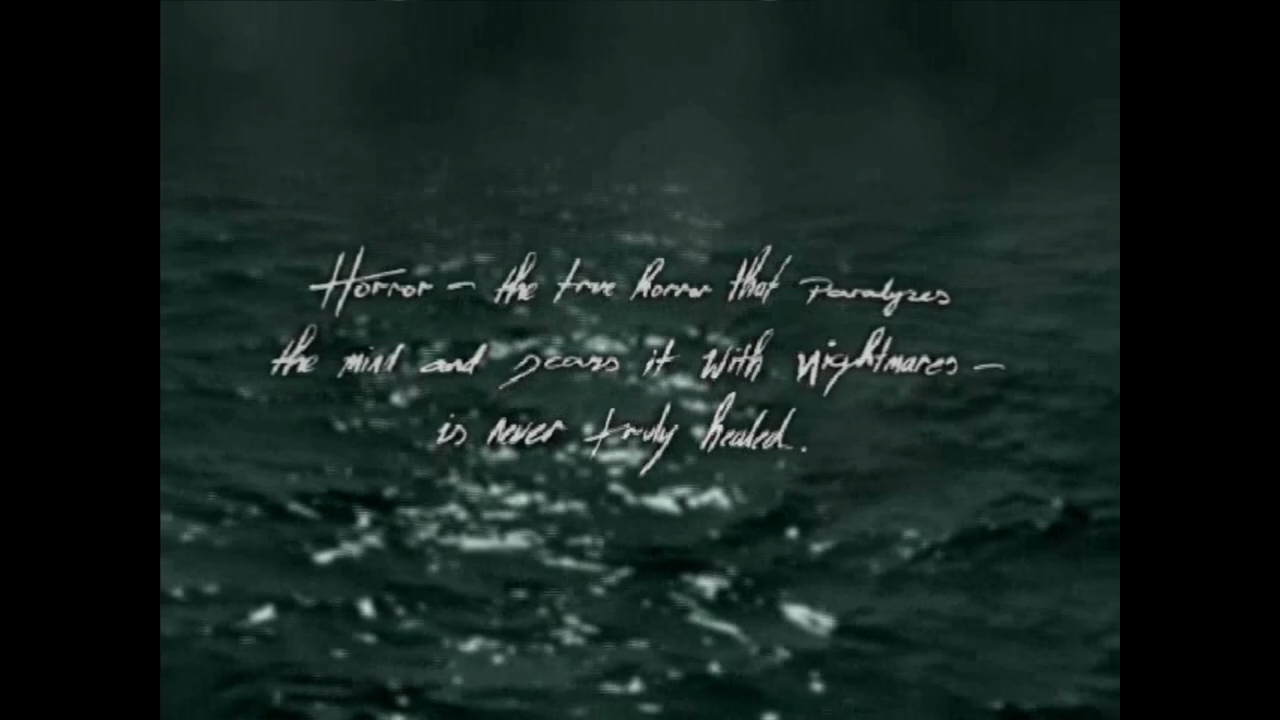 Horror – the true horror that paralyzes
the mind and scars it with nightmares –
is never truly healed.